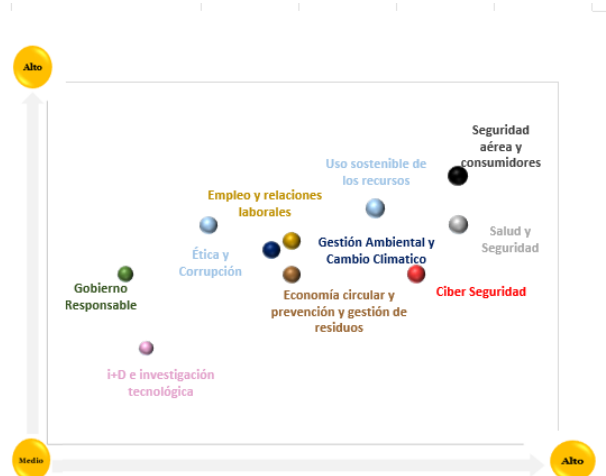 Alto
Seguridad
aérea y
consumidores
Uso sostenible de
los recursos
Empleo y relaciones
laborales
Salud y
Seguridad
Gestión Ambiental y
Cambio Climatico
Ética y
Corrupción
Gobierno
Responsable
Economía circular y
prevención y gestión de
residuos
Ciber Seguridad
i+D e investigación
tecnológica
Medio
Alto